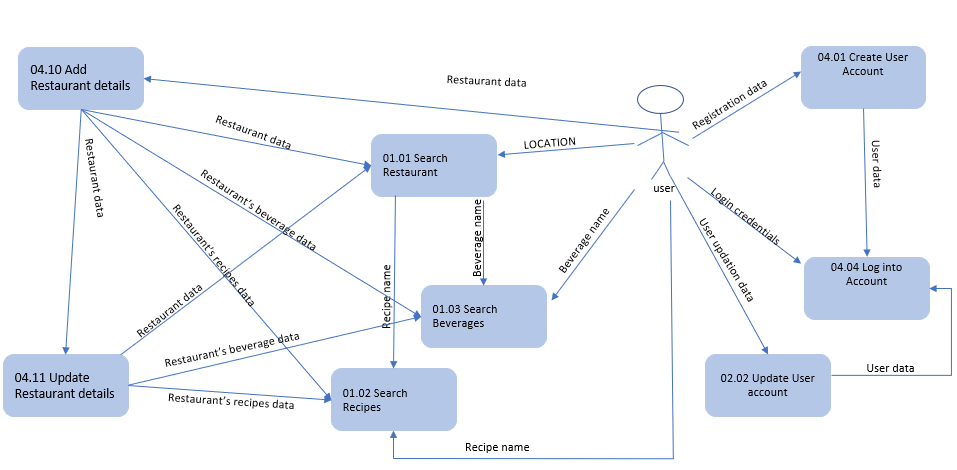 04.10 Add
Restaurant details
Restaurant data
04.01 Create User
Account
Registration data
Restaurant data
LOCATION
01.01 Search
Restaurant
User data
Restaurant data
Restaurant's beverage data
user
Login credentials
Restaurant's recipes data
Beverage name
Beverage name
User updation data
04.04 Log into
Account
Recipe name
Restaurant data
01.03 Search
Beverages
Restaurant's beverage data
04.11 Update
Restaurant details
Restaurant's recipes data
01.02 Search
Recipes
02.02 Update User
account
User data
Recipe name